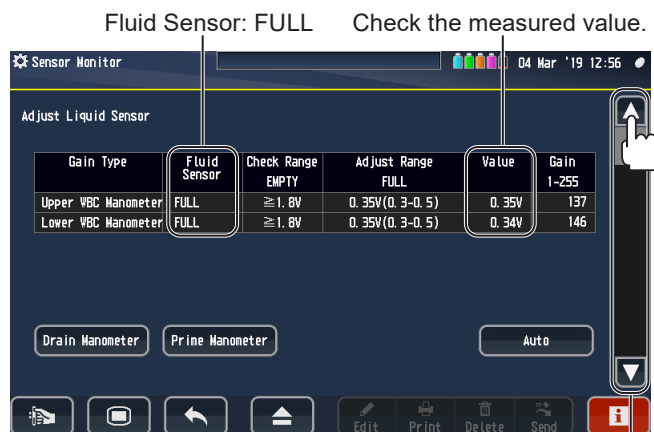 Fluid Sensor: FULL Check the measured value.
Sensor Monitor 04 Mar '19 12:56
Adjust Liquid Sensor
Gain Type Fluid Sensor Check Range EMPTY Adjust Range FULL Value Gain 1-255
Upper WBC Manometer FULL ≧1.8V 0.35V(0.3-0.5) 0.35V 137
Lower WBC Manometer FULL ≧1.8V 0.35V(0.3-0.5) 0.34V 146
Drain Manometer Prime Manometer Auto
Edit Print Delete Send i